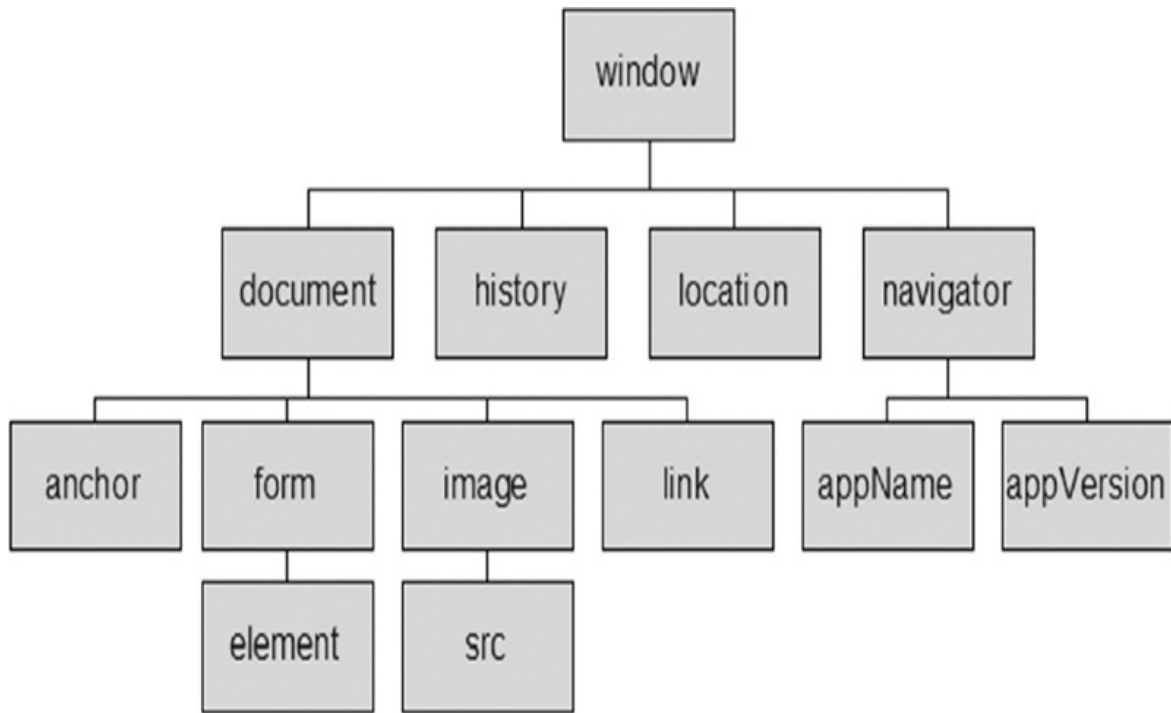 window
document
history
location
navigator
anchor
form
image
link
appName
appVersion
element
src